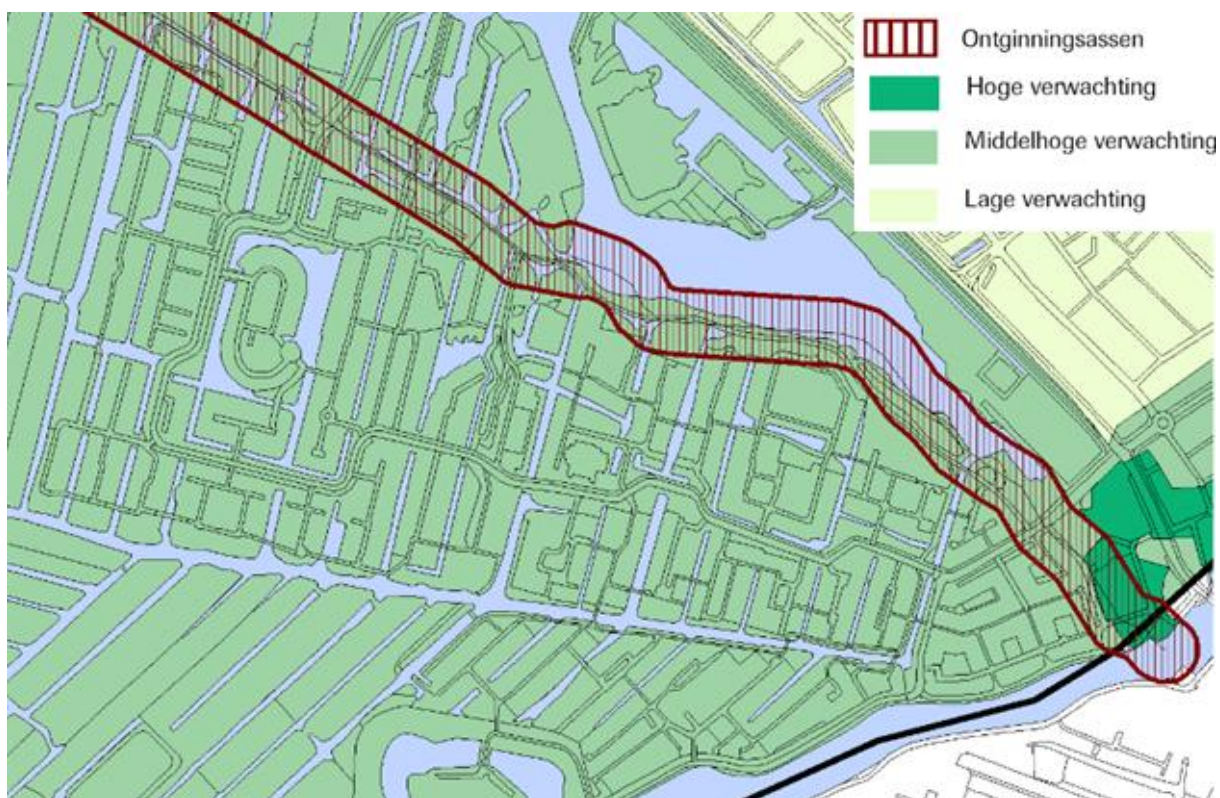 Ontginningsassen
Hoge verwachting
Middelhoge verwachting
Lage verwachting